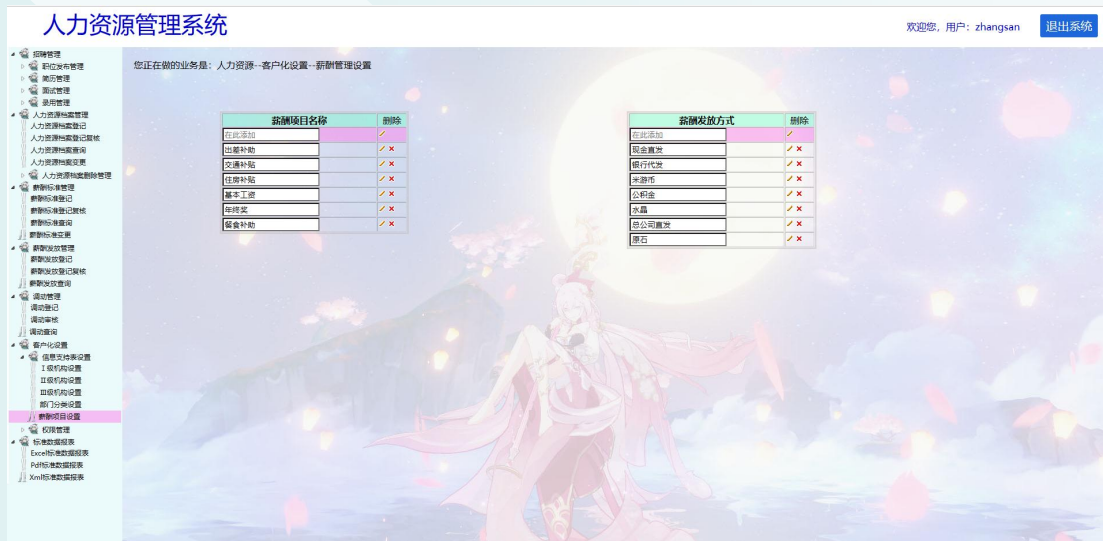 人力资源管理系统
欢迎您，用户：zhangsan
退出系统
招聘管理
职位发布管理
简历管理
面试管理
录用管理
人力资源档案管理
人力资源档案登记
人力资源档案登记复核
人力资源档案查询
人力资源档案变更
人力资源档案删除管理
薪酬标准管理
薪酬标准登记
薪酬标准登记复核
薪酬标准查询
薪酬标准变更
薪酬发放管理
薪酬发放登记
薪酬发放登记复核
薪酬发放查询
调动管理
调动登记
调动审核
调动查询
客户化设置
信息支持表设置
I 级机构设置
II级机构设置
III级机构设置
部门分类设置
薪酬项目设置
权限管理
标准数据报表
Excel标准数据报表
Pdf标准数据报表
Xml标准数据报表
您正在做的业务是：人力资源--客户化设置--薪酬管理设置
薪酬项目名称 删除
在此添加
出差补助
交通补贴
住房补贴
基本工资
年终奖
餐食补助
薪酬发放方式 删除
在此添加
现金直发
银行代发
米游币
公积金
水晶
总公司直发
原石